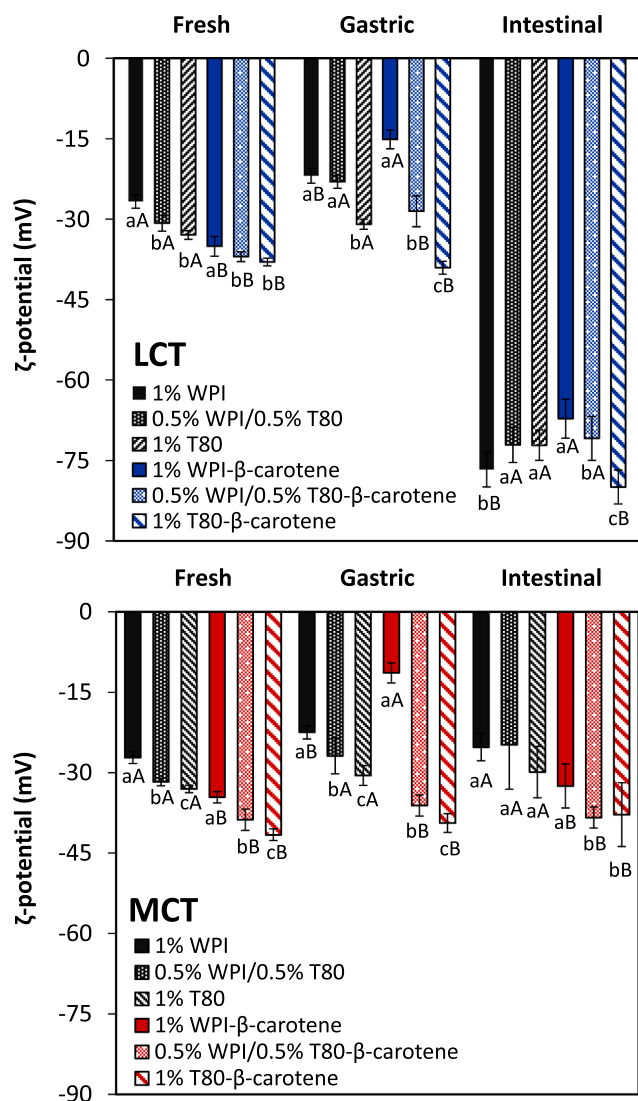 Fresh Gastric Intestinal
0
-15
-30
-45
-60
-75
-90
ζ-potential (mV)
aA bA bA aB bB bB
aB aA bA aA bB cB
bB aA aA aA bA cB
LCT
1% WPI
0.5% WPI/0.5% T80
1% T80
1% WPI-β-carotene
0.5% WPI/0.5% T80-β-carotene
1% T80-β-carotene
Fresh Gastric Intestinal
0
-15
-30
-45
-60
-75
-90
ζ-potential (mV)
aA bA cA aB bB cB
aB bA cA aA bB cB
aA aA aA aB bB bB
MCT
1% WPI
0.5% WPI/0.5% T80
1% T80
1% WPI-β-carotene
0.5% WPI/0.5% T80-β-carotene
1% T80-β-carotene